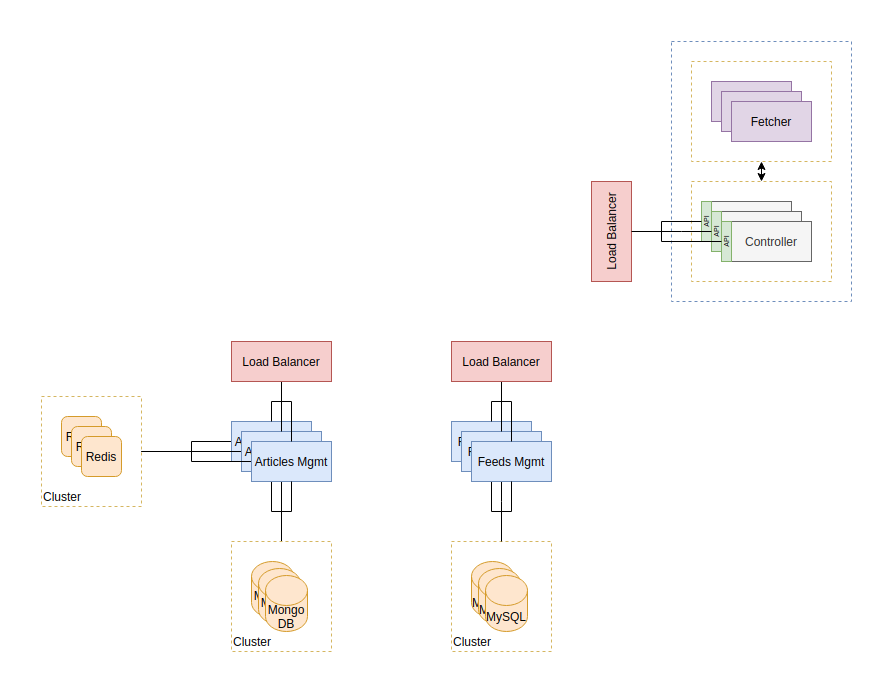 Fetcher
Load Balancer
API
API
API
Controller
Load Balancer
Load Balancer
A
A
Articles Mgmt
F
F
Feeds Mgmt
R
R
Redis
Cluster
M
M
Mongo
DB
Cluster
M
M
MySQL
Cluster